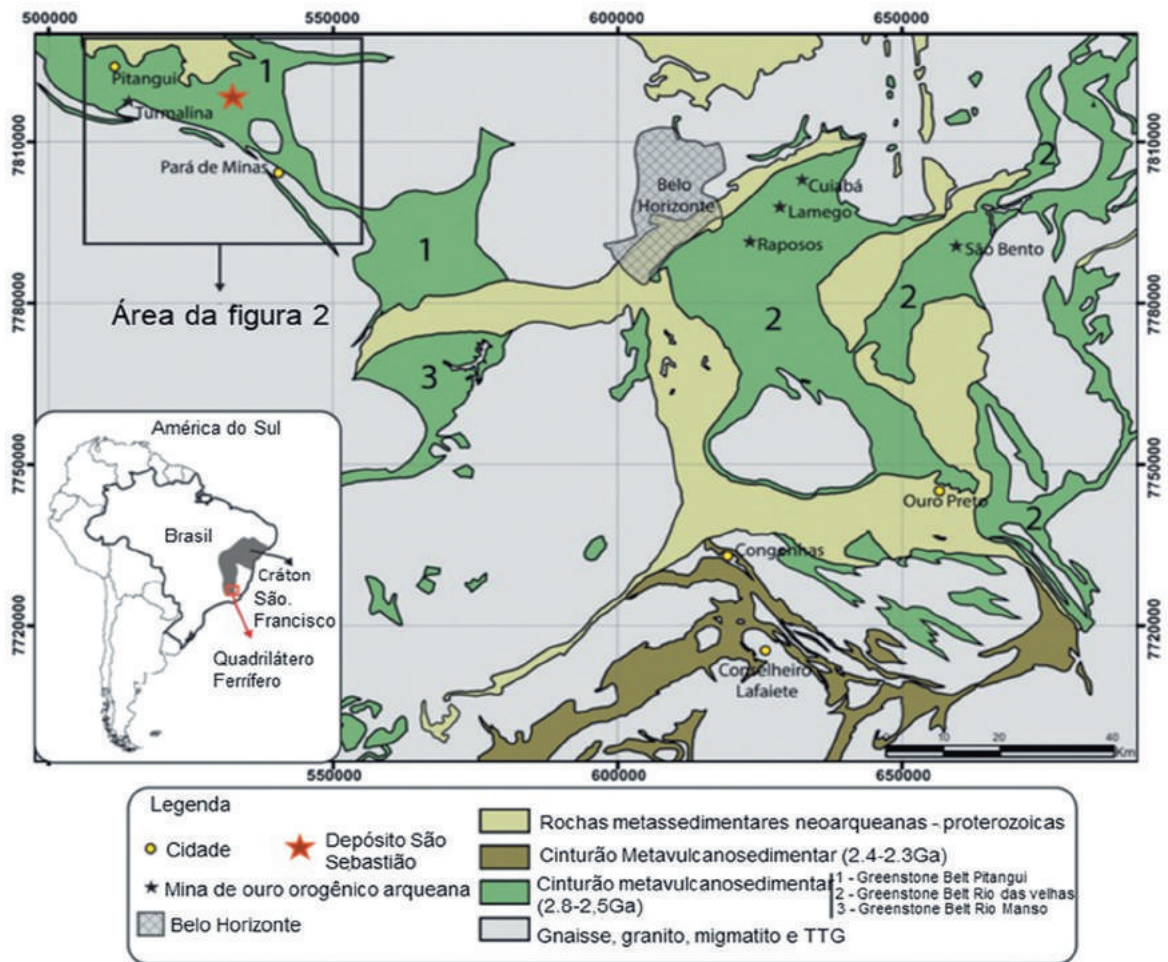 500000 550000 600000 650000
7810000
7780000
7750000
7720000
7810000
7780000
7750000
7720000
1
Pitangui
Turmalina
Pará de Minas
Belo
Horizonte
Cuiabá
Lamego
Raposos
São Bento
2
1
2
2
Área da figura 2
3
América do Sul
Brasil
Cráton
São.
Francisco
Quadrilátero
Ferrífero
Ouro Preto
2
Congonhas
Conselheiro
Lafaiete
0 10 20 40
Km
550000 600000 650000
Legenda
Cidade
Depósito São
Sebastião
Mina de ouro orogênico arqueana
Belo Horizonte
Rochas metassedimentares neoarqueanas - proterozoicas
Cinturão Metavulcanosedimentar (2.4-2.3Ga)
Cinturão metavulcanosedimentar
(2.8-2,5Ga)
1 - Greenstone Belt Pitangui
2 - Greenstone Belt Rio das velhas
3 - Greenstone Belt Rio Manso
Gnaisse, granito, migmatito e TTG